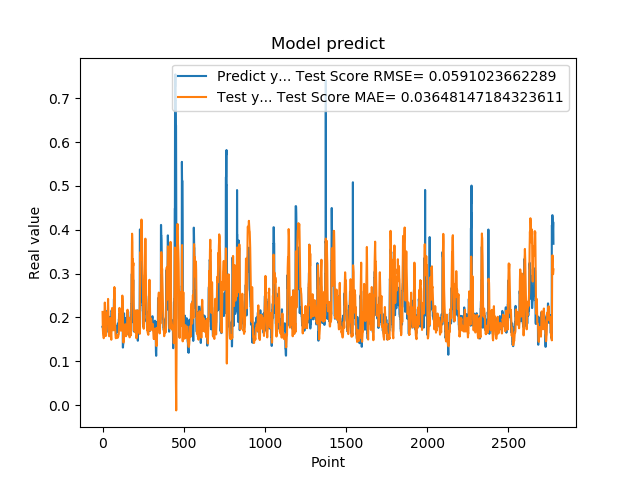 Model predict
Predict y... Test Score RMSE= 0.0591023662289
Test y... Test Score MAE= 0.03648147184323611
Real value
0.7
0.6
0.5
0.4
0.3
0.2
0.1
0.0
0 500 1000 1500 2000 2500
Point